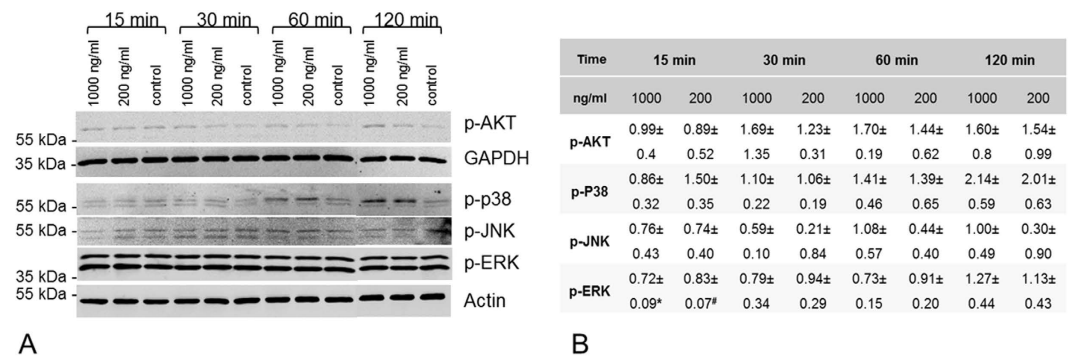 15 min 30 min 60 min 120 min
1000 ng/ml 200 ng/ml control 1000 ng/ml 200 ng/ml control 1000 ng/ml 200 ng/ml control 1000 ng/ml 200 ng/ml control
p-AKT
55 kDa
35 kDa GAPDH
55 kDa p-p38
55 kDa p-JNK
p-ERK
35 kDa
55 kDa
Actin
A
Time 15 min 30 min 60 min 120 min
ng/ml 1000 200 1000 200 1000 200 1000 200
p-AKT 0.99± 0.89± 1.69± 1.23± 1.70± 1.44± 1.60± 1.54±
0.4 0.52 1.35 0.31 0.19 0.62 0.8 0.99
p-P38 0.86± 1.50± 1.10± 1.06± 1.41± 1.39± 2.14± 2.01±
0.32 0.35 0.22 0.19 0.46 0.65 0.59 0.63
p-JNK 0.76± 0.74± 0.59± 0.21± 1.08± 0.44± 1.00± 0.30±
0.43 0.40 0.10 0.84 0.57 0.40 0.49 0.90
p-ERK 0.72± 0.83± 0.79± 0.94± 0.73± 0.91± 1.27± 1.13±
0.09* 0.07# 0.34 0.29 0.15 0.20 0.44 0.43
B